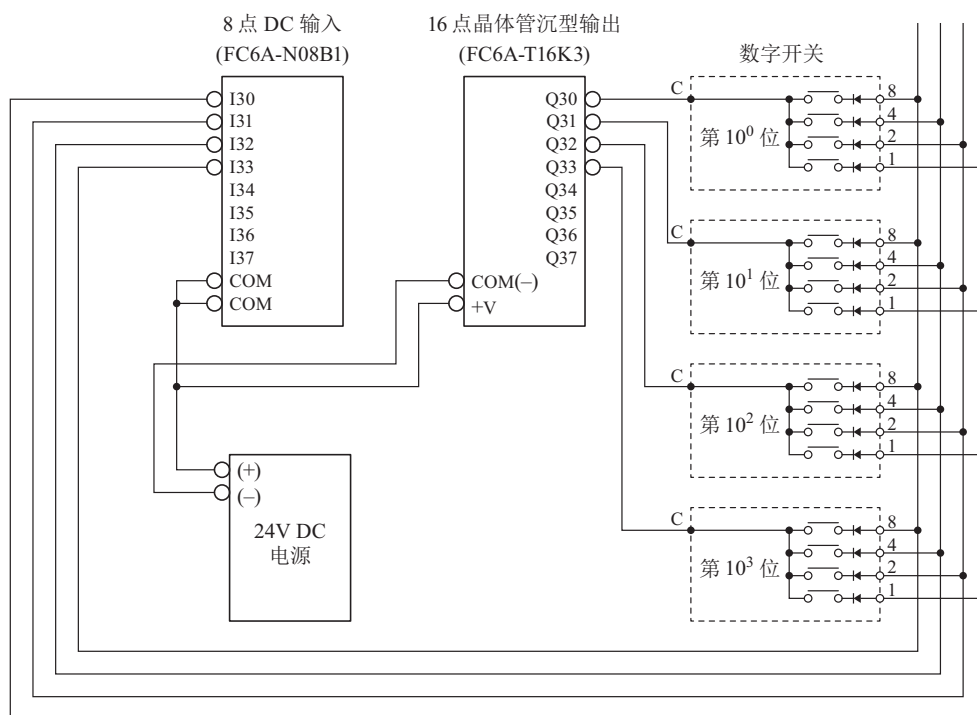 8 点 DC 输入
(FC6A-N08B1)
I30
I31
I32
I33
I34
I35
I36
I37
COM
COM
16 点晶体管沉型输出
(FC6A-T16K3)
Q30
Q31
Q32
Q33
Q34
Q35
Q36
Q37
COM(–)
+V
(+)
(–)
24V DC
电源
数字开关
C
第 10⁰ 位
8
4
2
1
C
第 10¹ 位
8
4
2
1
C
第 10² 位
8
4
2
1
C
第 10³ 位
8
4
2
1